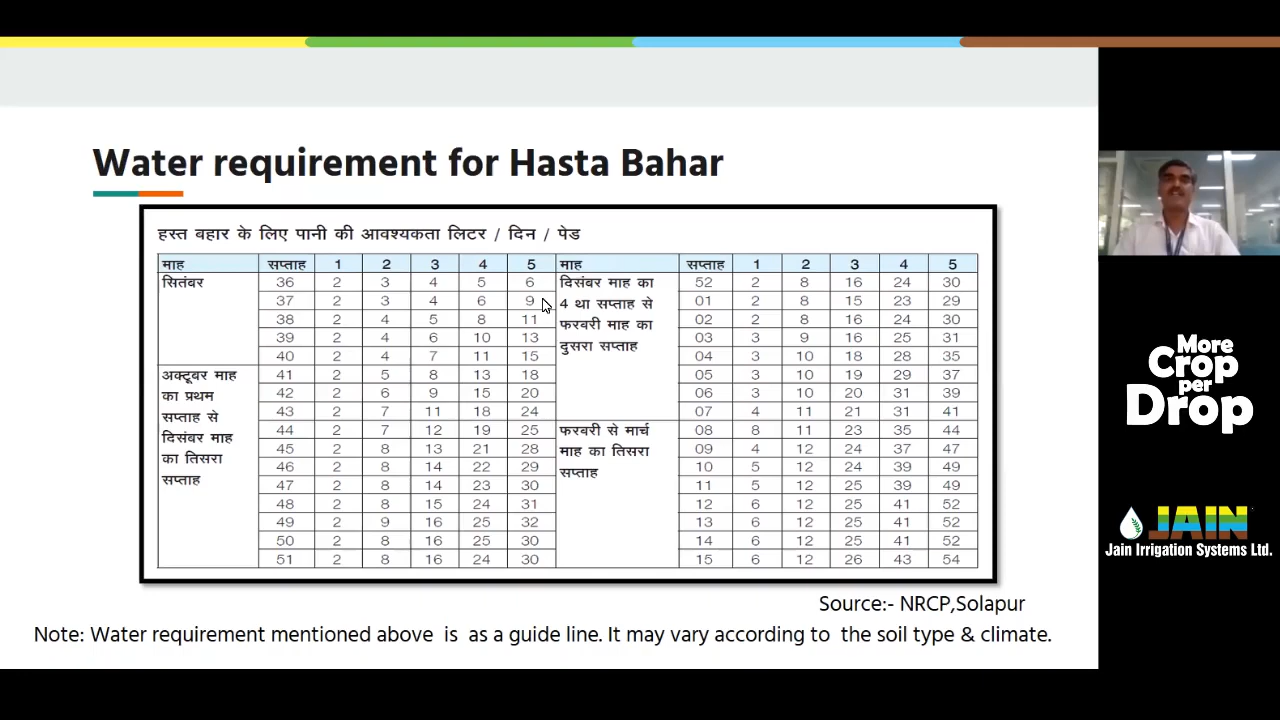 Water requirement for Hasta Bahar
हस्त बहार के लिए पानी की आवश्यकता लिटर / दिन / पेड
माह सप्ताह 1 2 3 4 5 माह सप्ताह 1 2 3 4 5
सितंबर 36 2 3 4 5 6 दिसंबर माह का 52 2 8 16 24 30
37 2 3 4 6 9 4 था सप्ताह से 01 2 8 15 23 29
38 2 4 5 8 11 फरबरी माह का 02 2 8 16 24 30
39 2 4 6 10 13 दुसरा सप्ताह 03 3 9 16 25 31
40 2 4 7 11 15 04 3 10 18 28 35
अक्टूबर माह 41 2 5 8 13 18 05 3 10 19 29 37
का प्रथम 42 2 6 9 15 20 06 3 10 20 31 39
सप्ताह से 43 2 7 11 18 24 07 4 11 21 31 41
दिसंबर माह 44 2 7 12 19 25 फरबरी से मार्च 08 8 11 23 35 44
का तिसरा 45 2 8 13 21 28 माह का तिसरा 09 4 12 24 37 47
सप्ताह 46 2 8 14 22 29 सप्ताह 10 5 12 24 39 49
47 2 8 14 23 30 11 5 12 25 39 49
48 2 8 15 24 31 12 6 12 25 41 52
49 2 9 16 25 32 13 6 12 25 41 52
50 2 8 16 25 30 14 6 12 25 41 52
51 2 8 16 24 30 15 6 12 26 43 54
Source:- NRCP,Solapur
Note: Water requirement mentioned above is as a guide line. It may vary according to the soil type & climate.
More
Crop
per
Drop
JAIN
Jain Irrigation Systems Ltd.